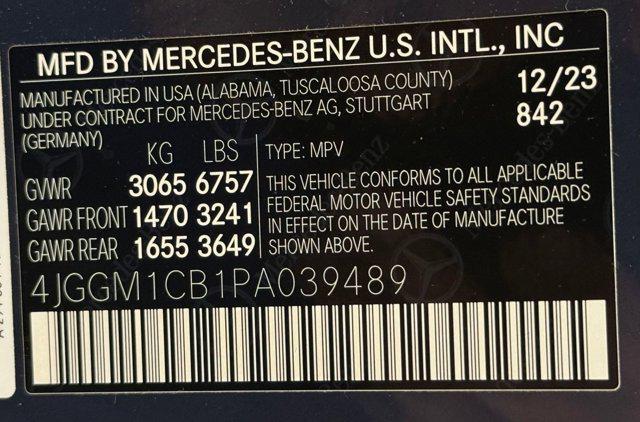 MFD BY MERCEDES-BENZ U.S. INTL., INC
MANUFACTURED IN USA (ALABAMA, TUSCALOOSA COUNTY) 12/23
UNDER CONTRACT FOR MERCEDES-BENZ AG, STUTTGART 842
(GERMANY)
KG LBS TYPE: MPV
GVWR 3065 6757 THIS VEHICLE CONFORMS TO ALL APPLICABLE
FEDERAL MOTOR VEHICLE SAFETY STANDARDS
GAWR FRONT 1470 3241 IN EFFECT ON THE DATE OF MANUFACTURE
GAWR REAR 1655 3649 SHOWN ABOVE.
4JGGM1CB1PA039489